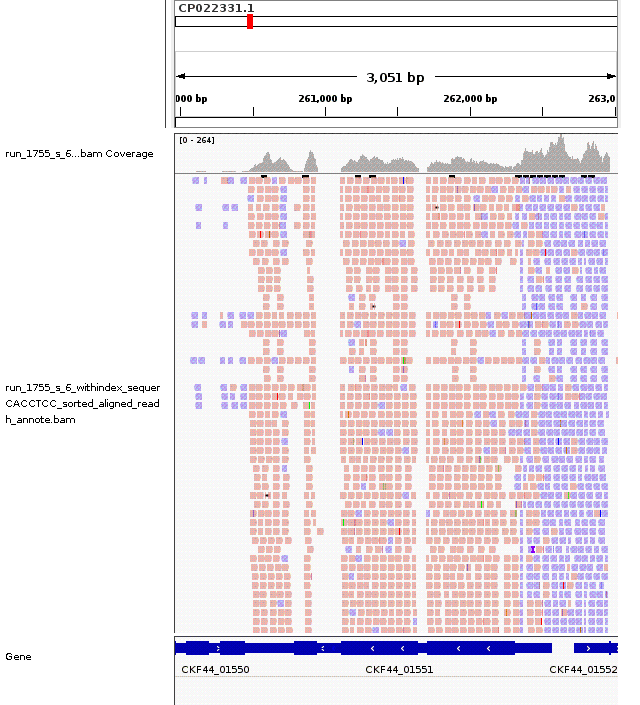 CP022331.1
3,051 bp
000 bp
261,000 bp
262,000 bp
263,0
[0 - 264]
run_1755_s_6...bam Coverage
run_1755_s_6_withindex_sequer
CACCTCC_sorted_aligned_read
h_annote.bam
Gene
CKF44_01550
CKF44_01551
CKF44_01552